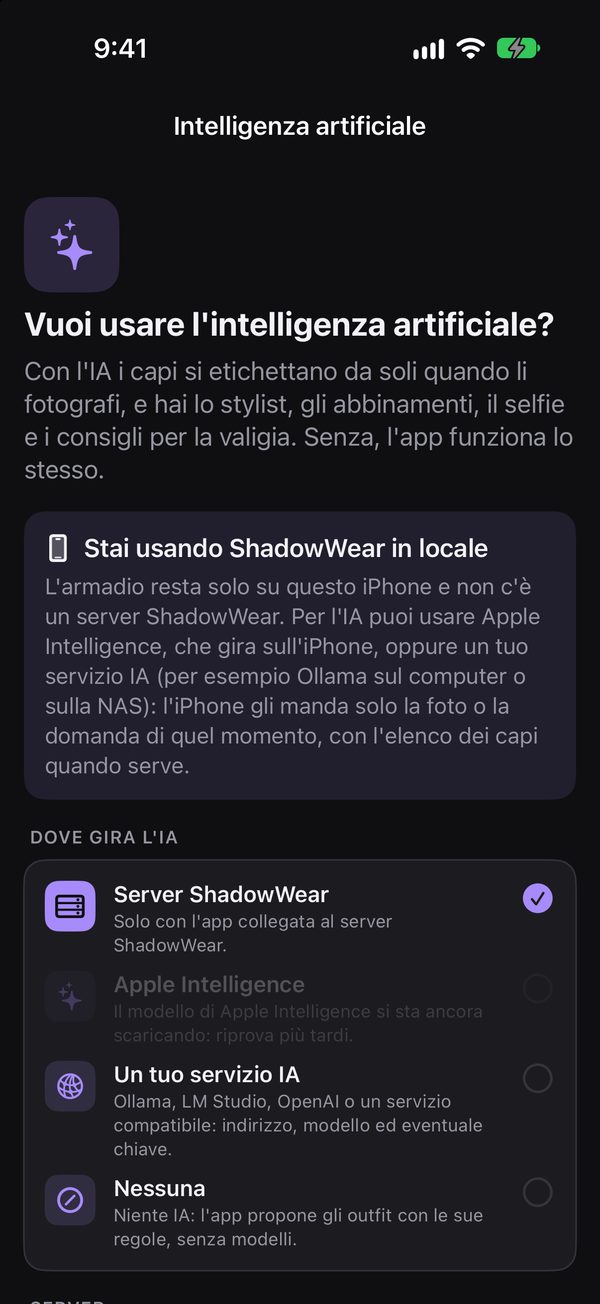 9:41
Intelligenza artificiale
Vuoi usare l'intelligenza artificiale?
Con l'IA i capi si etichettano da soli quando li
fotografi, e hai lo stylist, gli abbinamenti, il selfie
e i consigli per la valigia. Senza, l'app funziona lo
stesso.
Stai usando ShadowWear in locale
L'armadio resta solo su questo iPhone e non c'è
un server ShadowWear. Per l'IA puoi usare Apple
Intelligence, che gira sull'iPhone, oppure un tuo
servizio IA (per esempio Ollama sul computer o
sulla NAS): l'iPhone gli manda solo la foto o la
domanda di quel momento, con l'elenco dei capi
quando serve.
DOVE GIRA L'IA
Server ShadowWear
Solo con l'app collegata al server
ShadowWear.
Apple Intelligence
Il modello di Apple Intelligence si sta ancora
scaricando: riprova più tardi.
Un tuo servizio IA
Ollama, LM Studio, OpenAI o un servizio
compatibile: indirizzo, modello ed eventuale
chiave.
Nessuna
Niente IA: l'app propone gli outfit con le sue
regole, senza modelli.